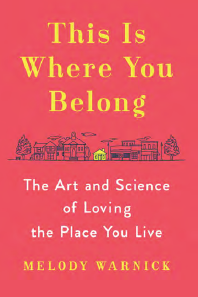 This Is
Where You
Belong
The Art and Science
of Loving
the Place You Live
MELODY WARNICK